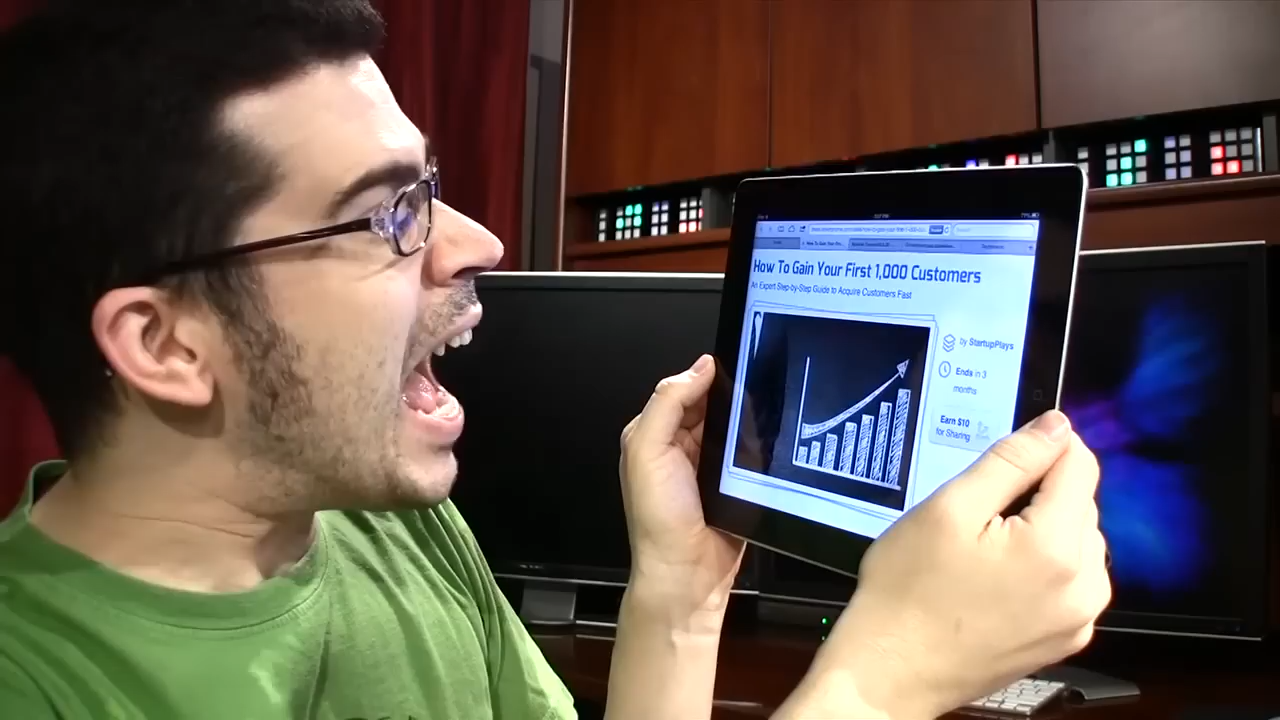 How To Gain Your First 1,000 Customers
An Expert Step-by-Step Guide to Acquire Customers Fast
by StartupPlays
Ends in 3
months
Earn $10
for Sharing